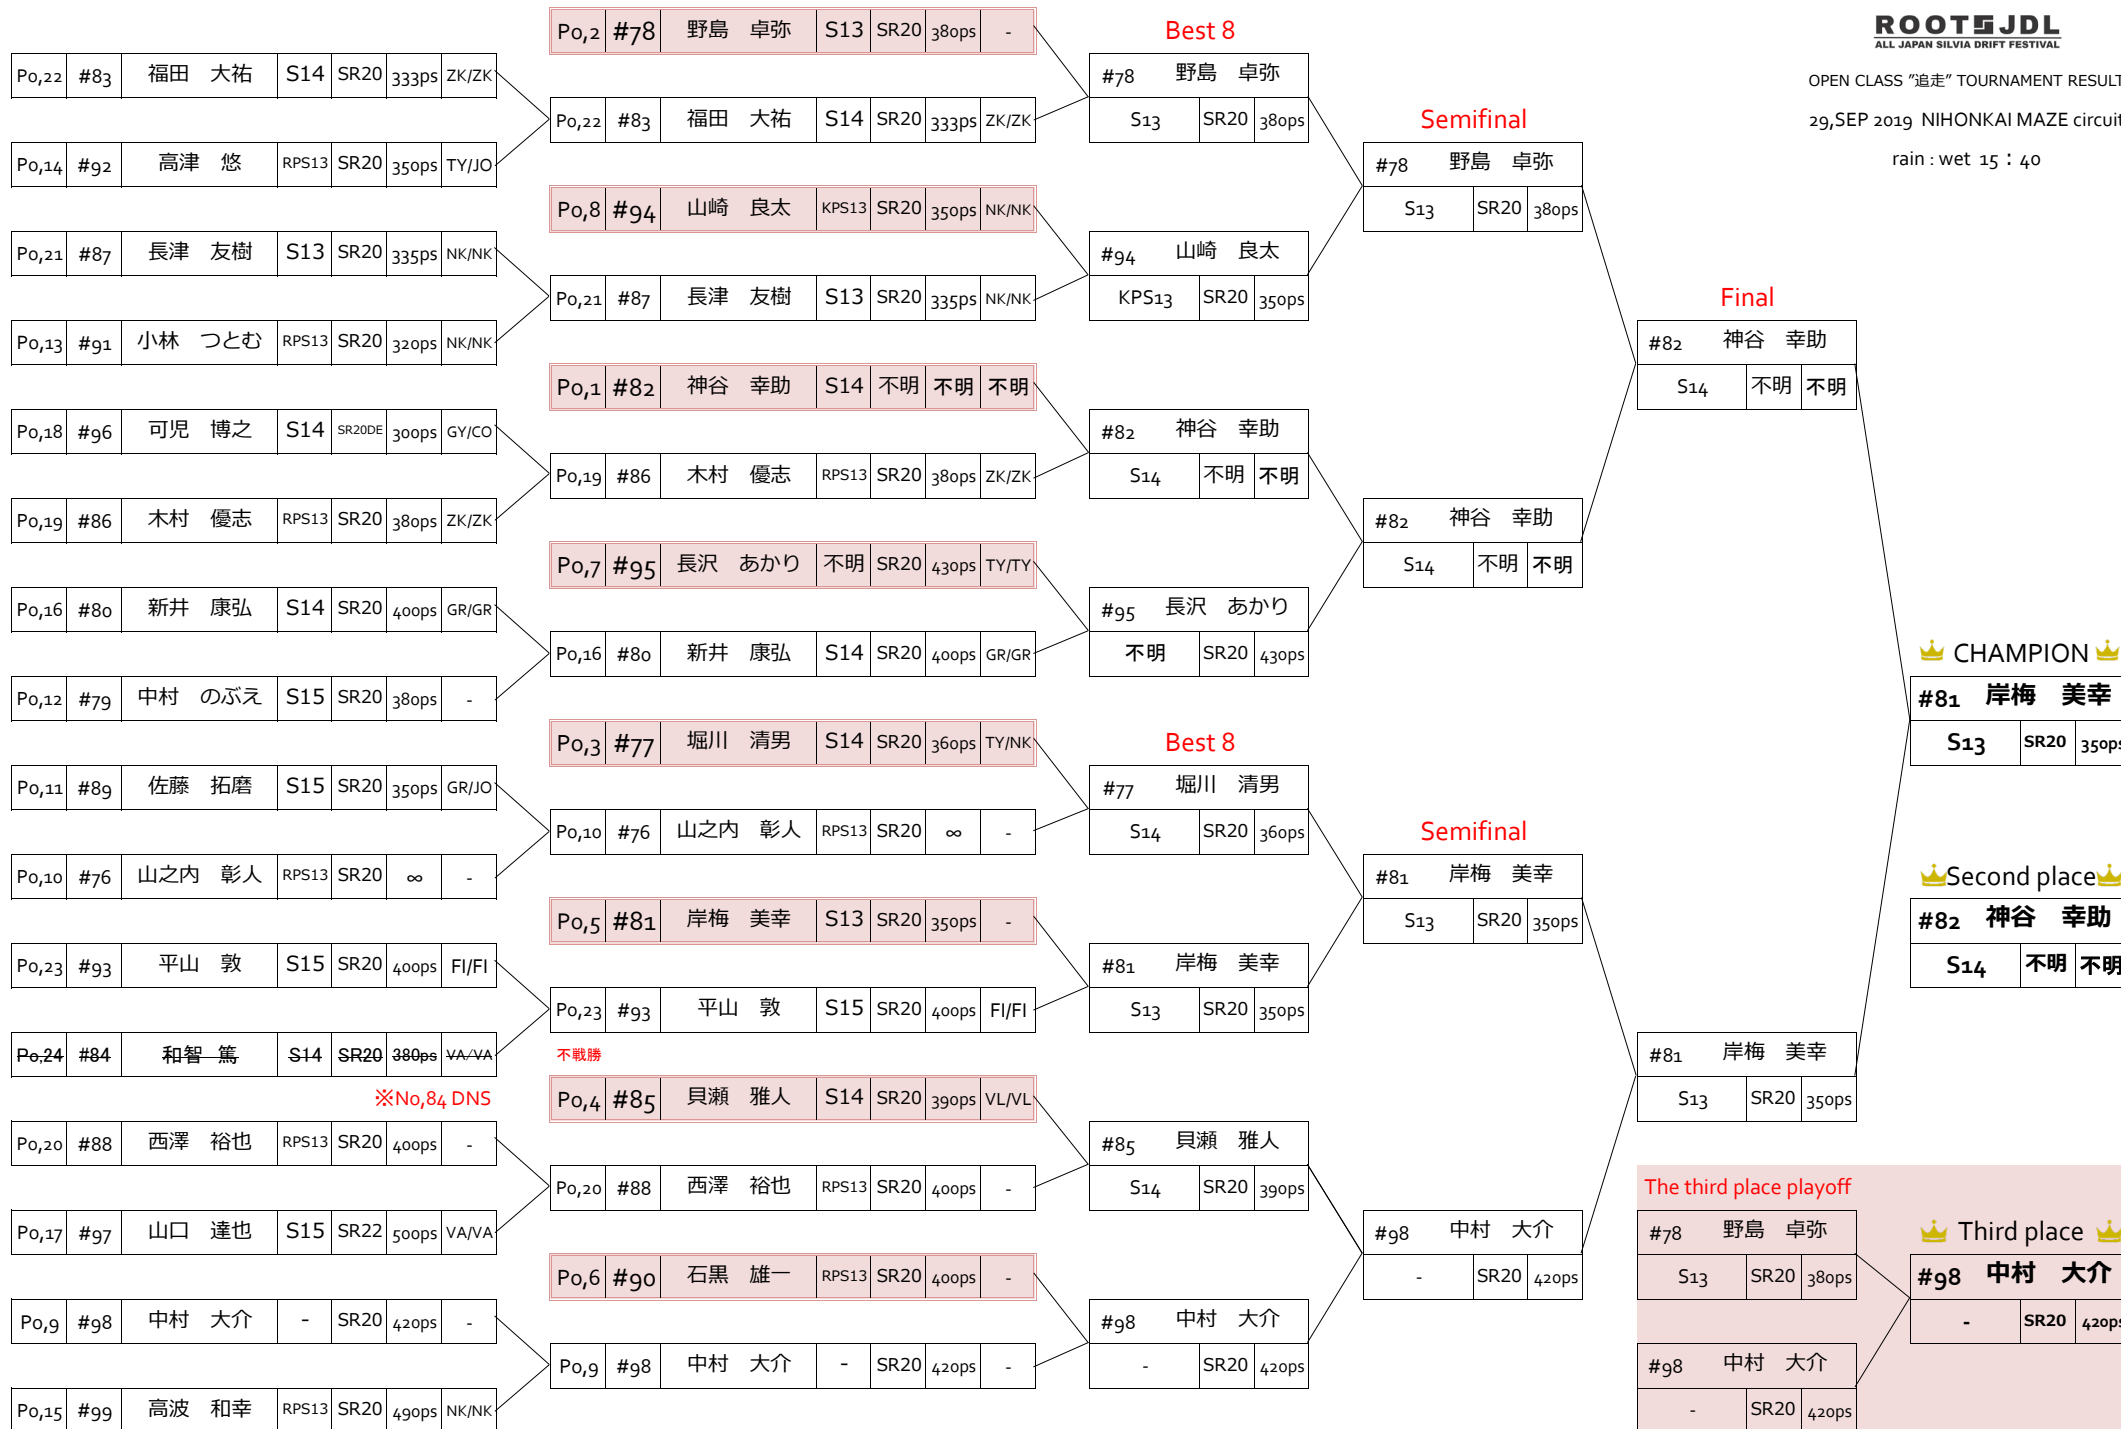 ROOTS JDL
ALL JAPAN SILVIA DRIFT FESTIVAL
OPEN CLASS ”追走” TOURNAMENT RESULT
29,SEP 2019 NIHONKAI MAZE circuit
rain : wet 15：40
Po,22 #83 福田 大祐 S14 SR20 333ps ZK/ZK
Po,14 #92 高津 悠 RPS13 SR20 350ps TY/JO
Po,21 #87 長津 友樹 S13 SR20 335ps NK/NK
Po,13 #91 小林 つとむ RPS13 SR20 320ps NK/NK
Po,18 #96 可児 博之 S14 SR20DE 300ps GY/CO
Po,19 #86 木村 優志 RPS13 SR20 380ps ZK/ZK
Po,16 #80 新井 康弘 S14 SR20 400ps GR/GR
Po,12 #79 中村 のぶえ S15 SR20 380ps -
Po,11 #89 佐藤 拓磨 S15 SR20 350ps GR/JO
Po,10 #76 山之内 彰人 RPS13 SR20 ∞ -
Po,23 #93 平山 敦 S15 SR20 400ps FI/FI
Po,24 #84 和智 篤 S14 SR20 380ps VA/VA
※No,84 DNS
Po,20 #88 西澤 裕也 RPS13 SR20 400ps -
Po,17 #97 山口 達也 S15 SR22 500ps VA/VA
Po,9 #98 中村 大介 - SR20 420ps -
Po,15 #99 高波 和幸 RPS13 SR20 490ps NK/NK
Po,2 #78 野島 卓弥 S13 SR20 380ps -
Po,22 #83 福田 大祐 S14 SR20 333ps ZK/ZK
Po,8 #94 山崎 良太 KPS13 SR20 350ps NK/NK
Po,21 #87 長津 友樹 S13 SR20 335ps NK/NK
Po,1 #82 神谷 幸助 S14 不明 不明 不明
Po,19 #86 木村 優志 RPS13 SR20 380ps ZK/ZK
Po,7 #95 長沢 あかり 不明 SR20 430ps TY/TY
Po,16 #80 新井 康弘 S14 SR20 400ps GR/GR
Po,3 #77 堀川 清男 S14 SR20 360ps TY/NK
Po,10 #76 山之内 彰人 RPS13 SR20 ∞ -
Po,5 #81 岸梅 美幸 S13 SR20 350ps -
Po,23 #93 平山 敦 S15 SR20 400ps FI/FI
不戦勝
Po,4 #85 貝瀬 雅人 S14 SR20 390ps VL/VL
Po,20 #88 西澤 裕也 RPS13 SR20 400ps -
Po,6 #90 石黒 雄一 RPS13 SR20 400ps -
Po,9 #98 中村 大介 - SR20 420ps -
Best 8
#78 野島 卓弥
S13 SR20 380ps
#94 山崎 良太
KPS13 SR20 350ps
#82 神谷 幸助
S14 不明 不明
#95 長沢 あかり
不明 SR20 430ps
Best 8
#77 堀川 清男
S14 SR20 360ps
#81 岸梅 美幸
S13 SR20 350ps
#85 貝瀬 雅人
S14 SR20 390ps
#98 中村 大介
- SR20 420ps
Semifinal
#78 野島 卓弥
S13 SR20 380ps
#82 神谷 幸助
S14 不明 不明
Semifinal
#81 岸梅 美幸
S13 SR20 350ps
#98 中村 大介
- SR20 420ps
Final
#82 神谷 幸助
S14 不明 不明
#81 岸梅 美幸
S13 SR20 350ps
CHAMPION
#81 岸梅 美幸
S13 SR20 350ps
Second place
#82 神谷 幸助
S14 不明 不明
The third place playoff
#78 野島 卓弥
S13 SR20 380ps
#98 中村 大介
- SR20 420ps
Third place
#98 中村 大介
- SR20 420ps